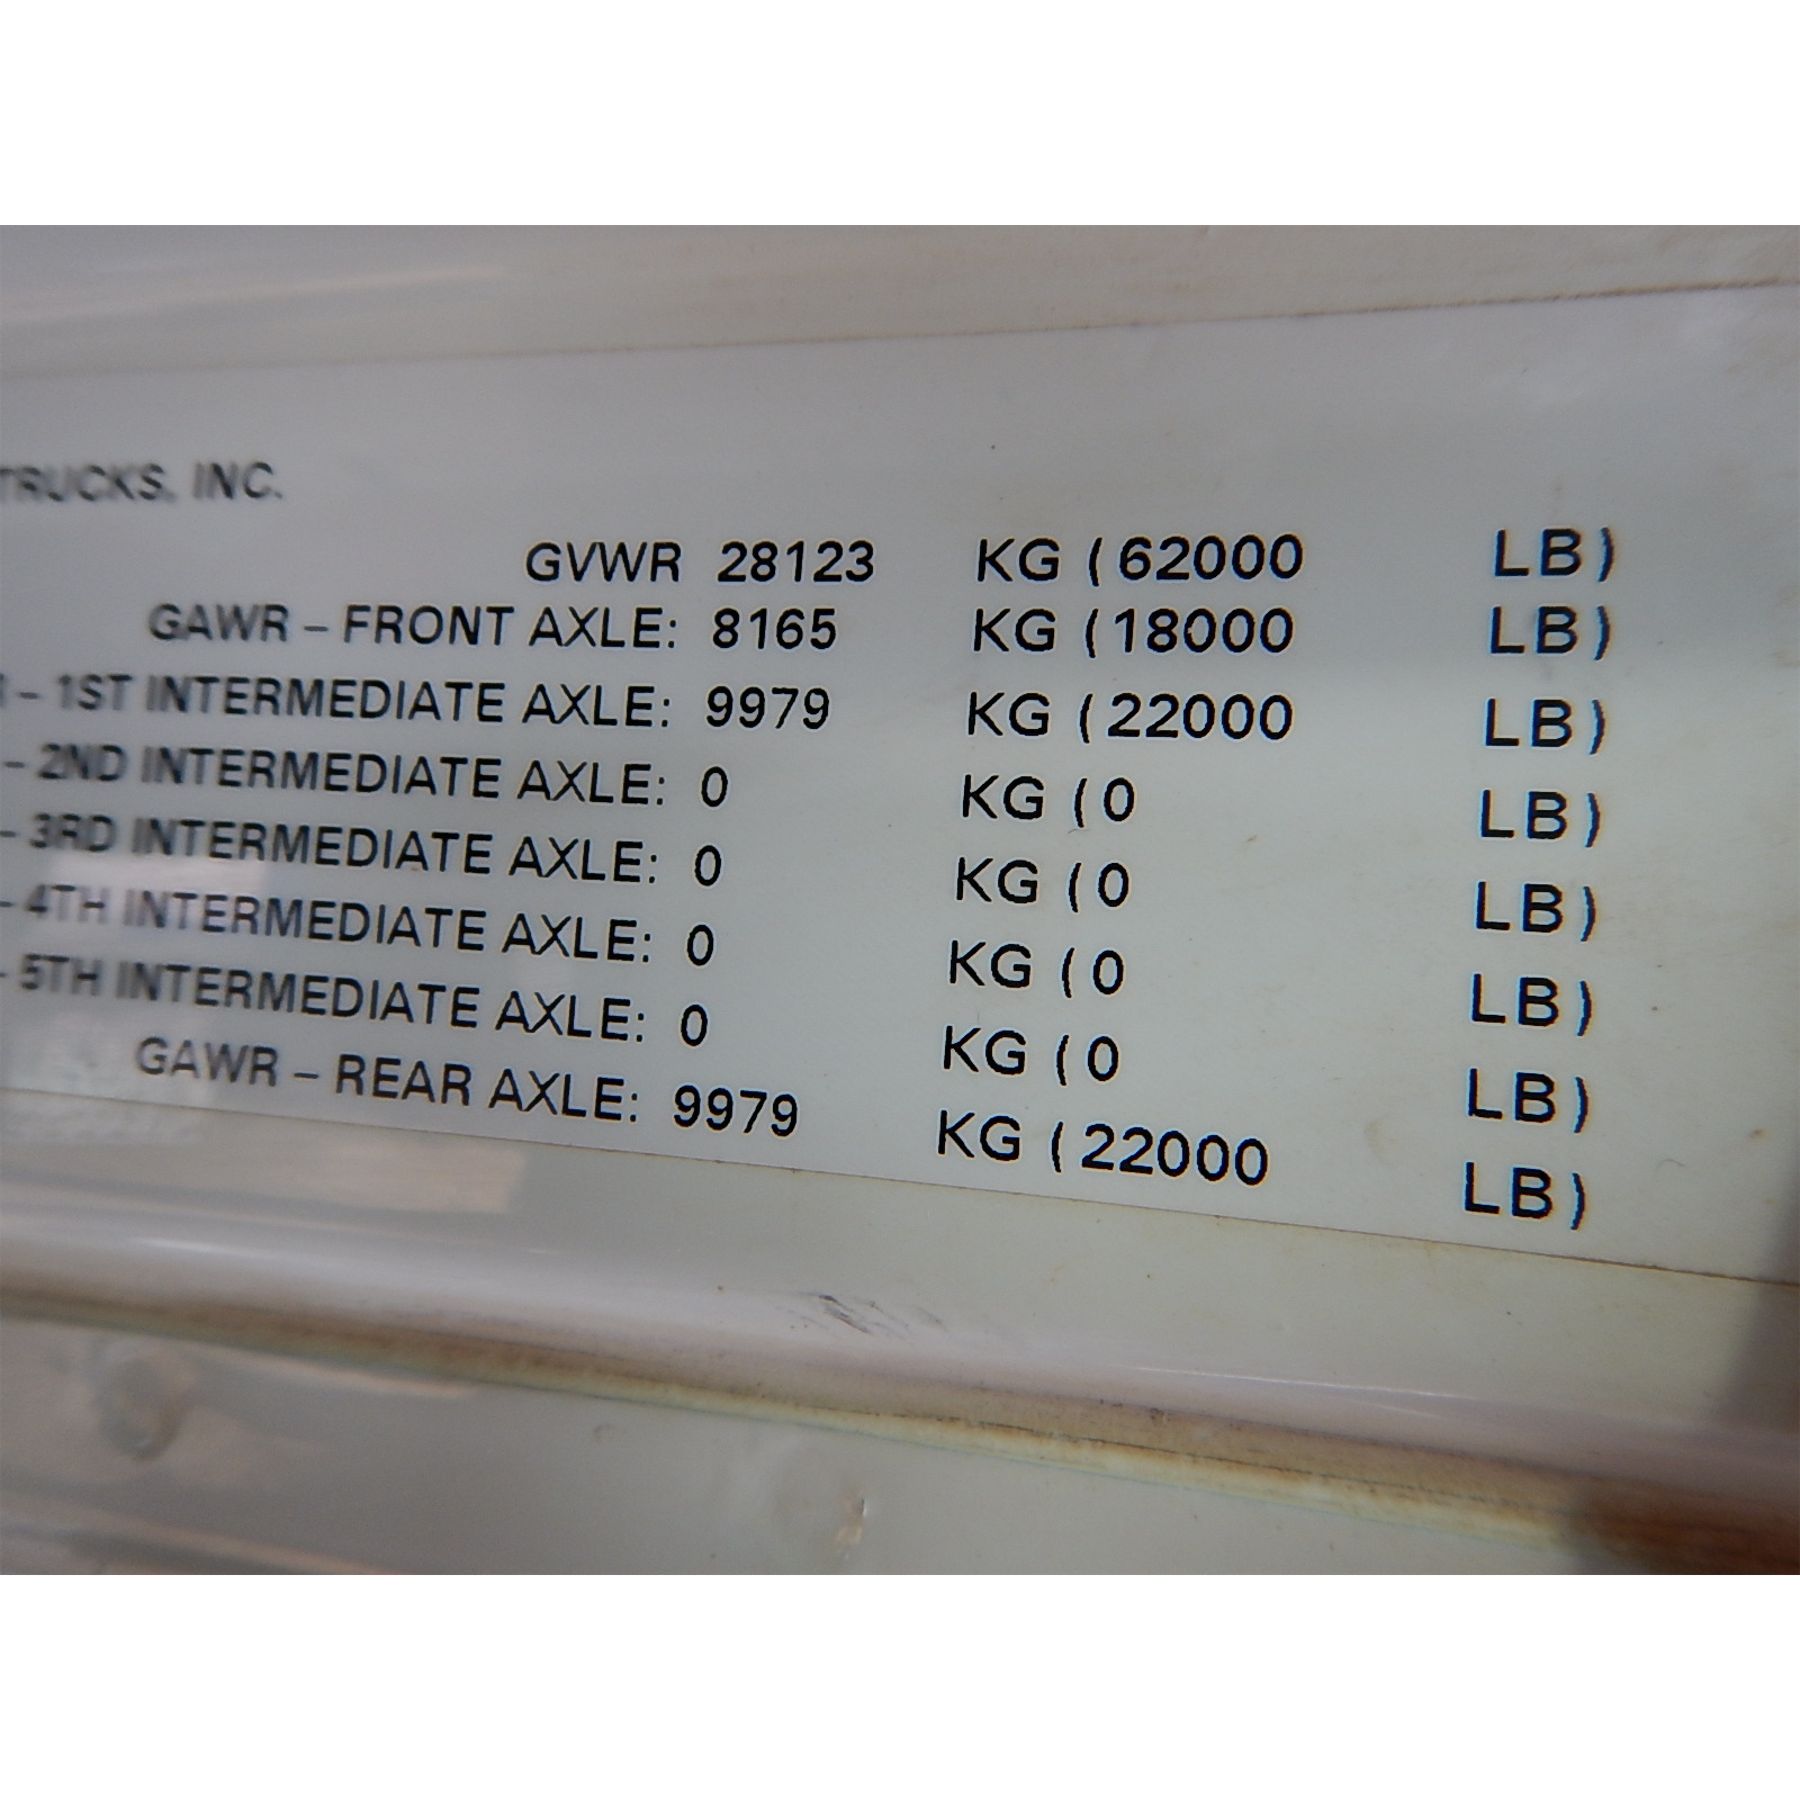 TRUCKS, INC.
GVWR 28123 KG (62000 LB)
GAWR - FRONT AXLE: 8165 KG (18000 LB)
- 1ST INTERMEDIATE AXLE: 9979 KG (22000 LB)
- 2ND INTERMEDIATE AXLE: 0 KG (0 LB)
- 3RD INTERMEDIATE AXLE: 0 KG (0 LB)
- 4TH INTERMEDIATE AXLE: 0 KG (0 LB)
- 5TH INTERMEDIATE AXLE: 0 KG (0 LB)
GAWR - REAR AXLE: 9979 KG (22000 LB)